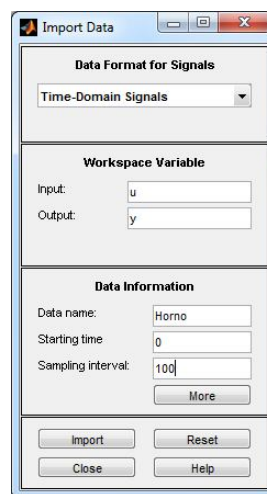 Import Data
Data Format for Signals
Time-Domain Signals
Workspace Variable
Input: u
Output: y
Data Information
Data name: Horno
Starting time 0
Sampling interval: 100
More
Import Reset
Close Help